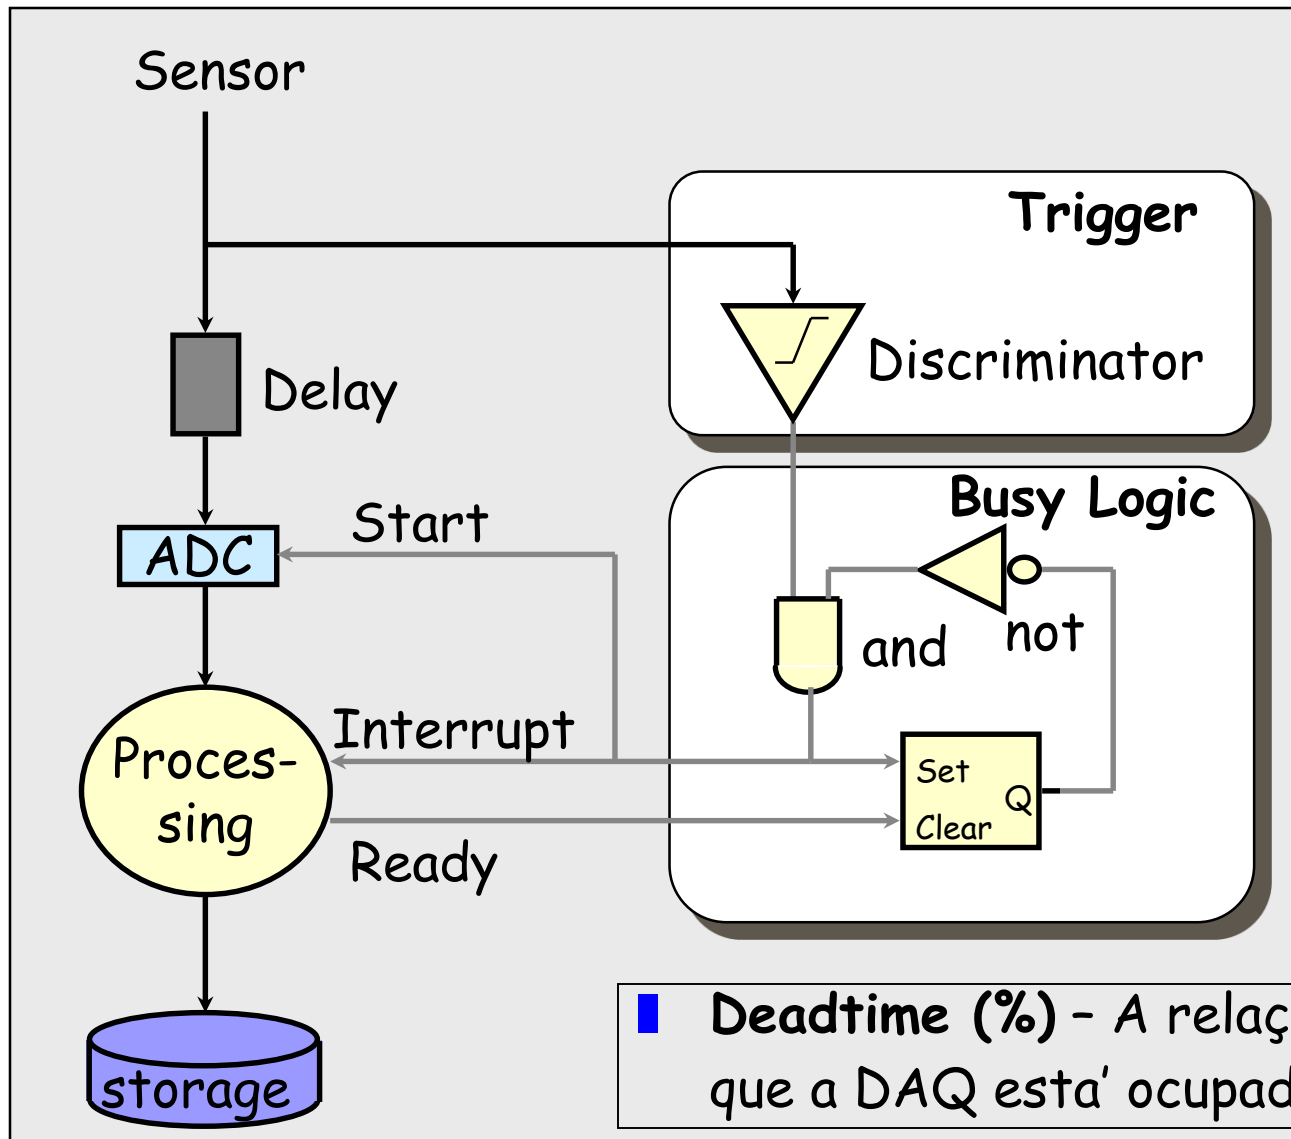 Sensor
Trigger
Discriminator
Delay
Busy Logic
Start
ADC
not
and
Interrupt
Proces-
sing
Set
Q
Clear
Ready
Deadtime (%) – A relaç
que a DAQ esta’ ocupad
storage